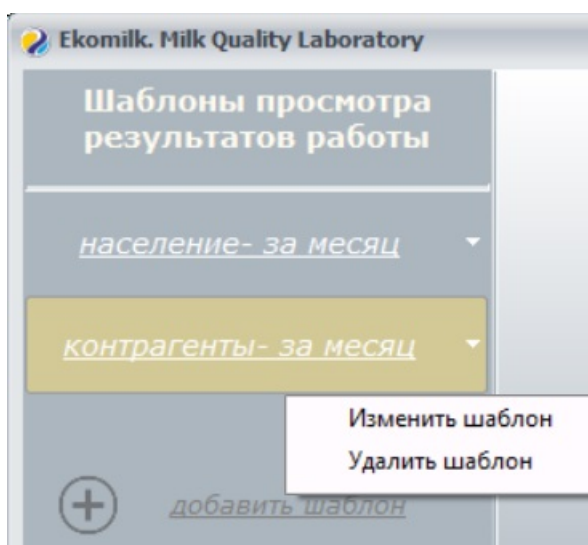 Ekomilk. Milk Quality Laboratory
Шаблоны просмотра
результатов работы
население- за месяц
контрагенты- за месяц
Изменить шаблон
Удалить шаблон
добавить шаблон